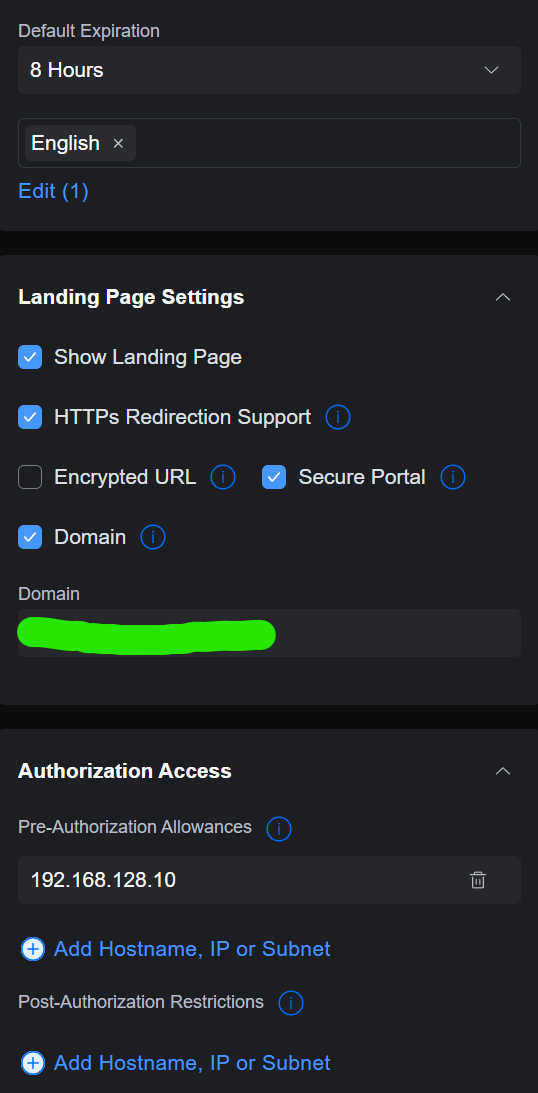 Default Expiration
8 Hours
English ×
Edit (1)
Landing Page Settings
Show Landing Page
HTTPs Redirection Support
Encrypted URL Secure Portal
Domain
Domain
Authorization Access
Pre-Authorization Allowances
192.168.128.10
Add Hostname, IP or Subnet
Post-Authorization Restrictions
Add Hostname, IP or Subnet